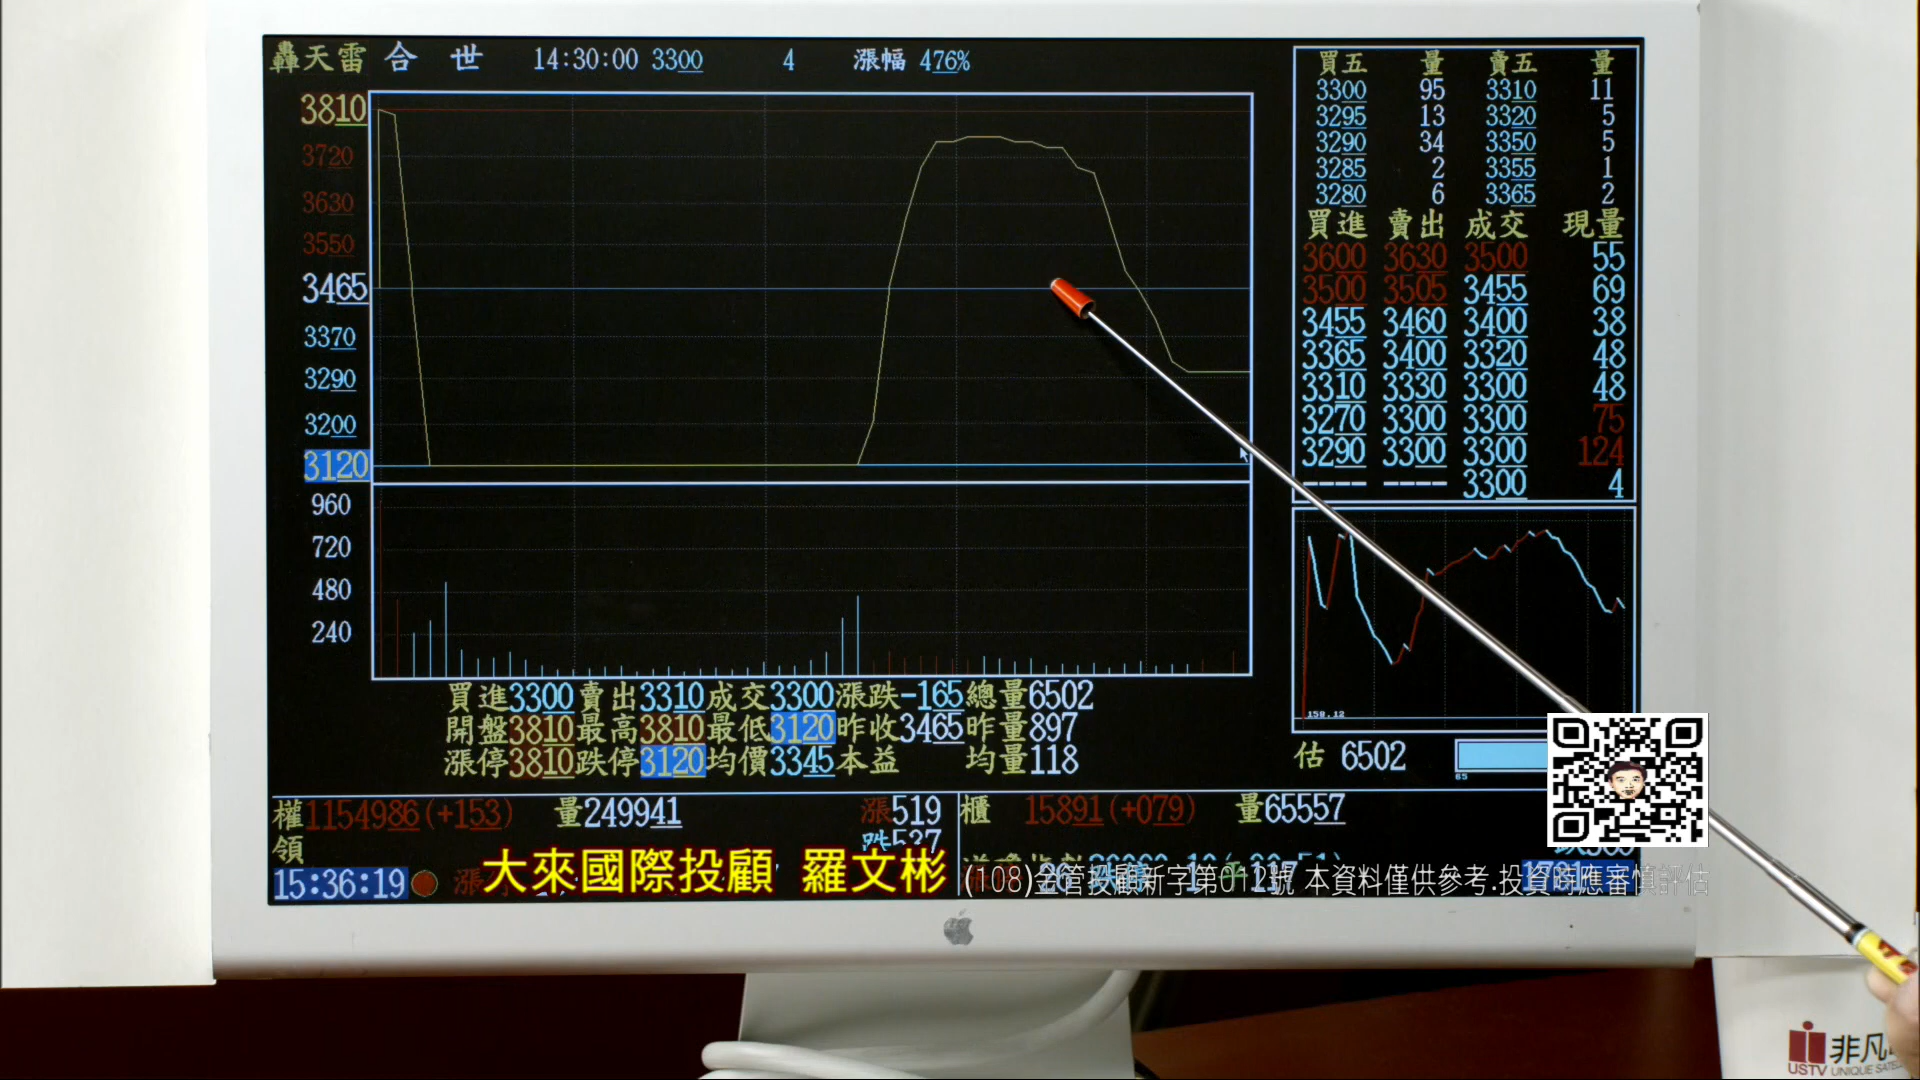 轟天雷 合世 14:30:00 3300 4 漲幅 476%
3810
3720
3630
3550
3465
3370
3290
3200
3120
960
720
480
240
買五 量 賣五 量
3300 95 3310 11
3295 13 3320 5
3290 34 3350 5
3285 2 3355 1
3280 6 3365 2
買進 賣出 成交 現量
3600 3630 3500 55
3500 3505 3455 69
3455 3460 3400 38
3365 3400 3320 48
3310 3330 3300 48
3270 3300 3300 75
3290 3300 3300 124
---- ---- 3300 4
158.12
估 6502
65
買進3300賣出3310成交3300漲跌-165總量6502
開盤3810最高3810最低3120昨收3465昨量897
漲停3810跌停3120均價3345本益 均量118
權1154986(+153) 量249941 漲519
櫃 15891(+079) 量65557
領 跌527
15:36:19
大來國際投顧 羅文彬
(108)金管投顧新字第012號 本資料僅供參考.投資時應審慎評估
非凡
USTV UNIQUE